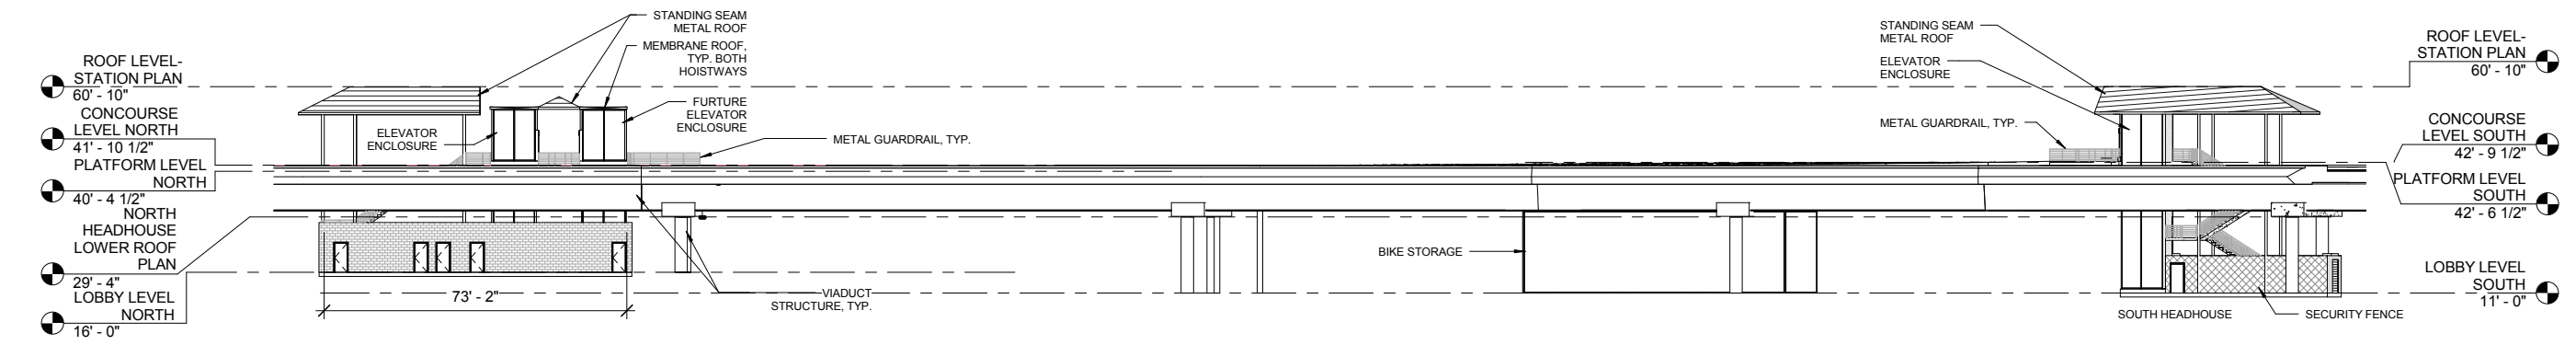 ROOF LEVEL-
STATION PLAN
60' - 10"
CONCOURSE
LEVEL NORTH
41' - 10 1/2"
PLATFORM LEVEL
NORTH
40' - 4 1/2"
NORTH
HEADHOUSE
LOWER ROOF
PLAN
29' - 4"
LOBBY LEVEL
NORTH
16' - 0"
STANDING SEAM
METAL ROOF
MEMBRANE ROOF,
TYP. BOTH
HOISTWAYS
FURTURE
ELEVATOR
ENCLOSURE
ELEVATOR
ENCLOSURE
METAL GUARDRAIL, TYP.
73' - 2"
VIADUCT
STRUCTURE, TYP.
BIKE STORAGE
STANDING SEAM
METAL ROOF
ELEVATOR
ENCLOSURE
METAL GUARDRAIL, TYP.
SOUTH HEADHOUSE
SECURITY FENCE
ROOF LEVEL-
STATION PLAN
60' - 10"
CONCOURSE
LEVEL SOUTH
42' - 9 1/2"
PLATFORM LEVEL
SOUTH
42' - 6 1/2"
LOBBY LEVEL
SOUTH
11' - 0"